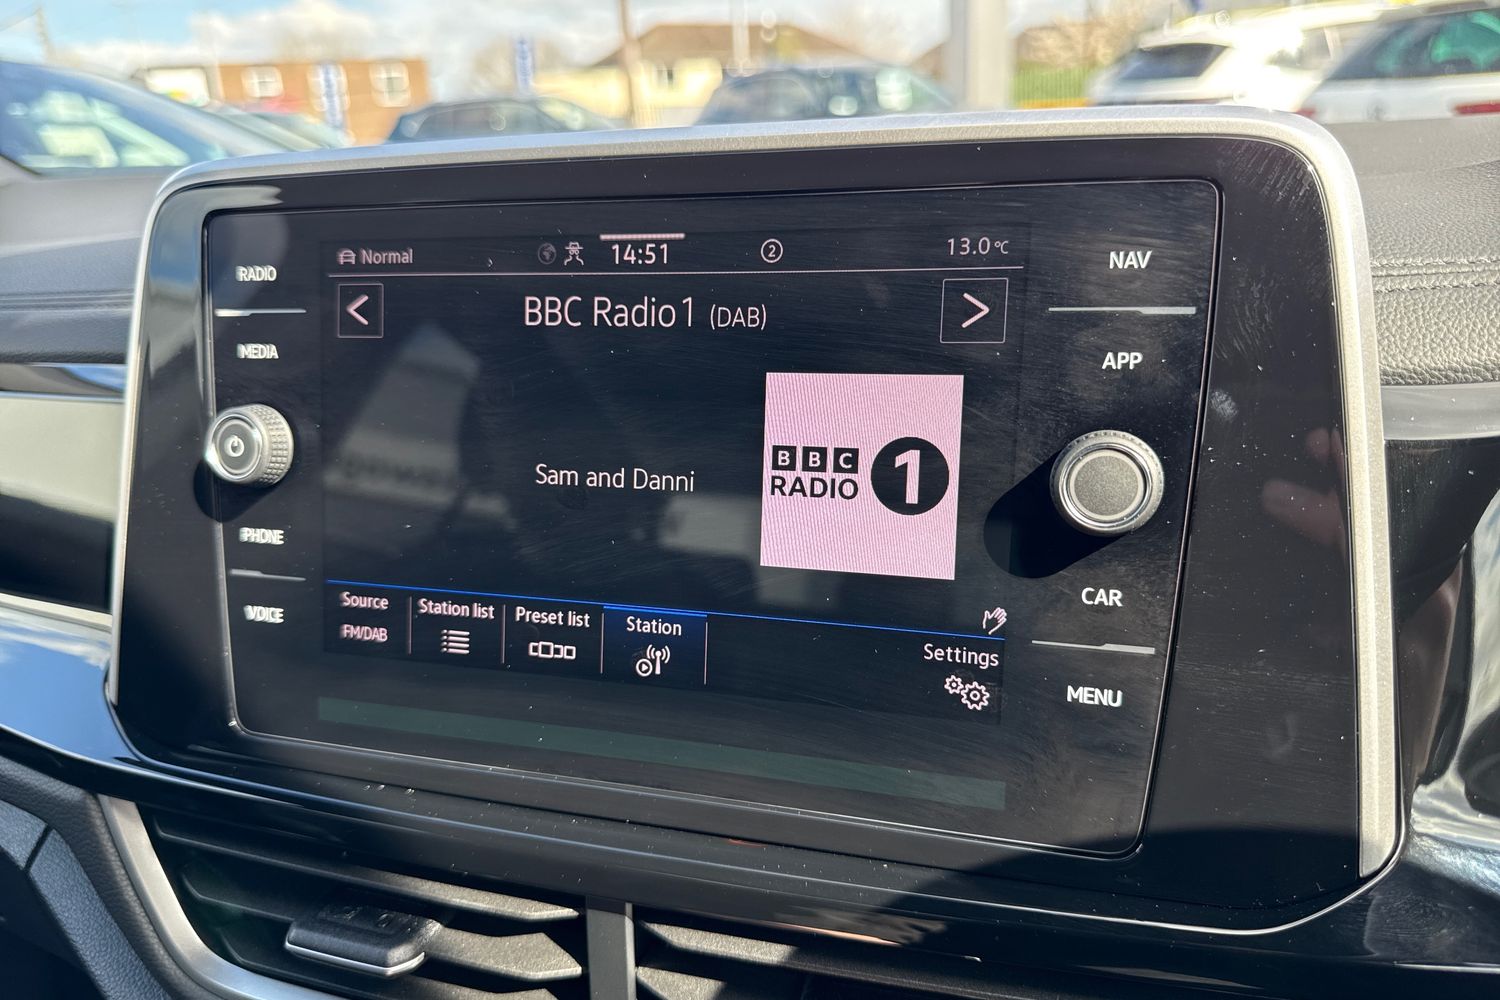 Normal 14:51 2 13.0°C
RADIO
MEDIA
PHONE
VOICE
< BBC Radio 1 (DAB) >
Sam and Danni
BBC
RADIO 1
Source
FM/DAB
Station list
Preset list
Station
Settings
NAV
APP
CAR
MENU